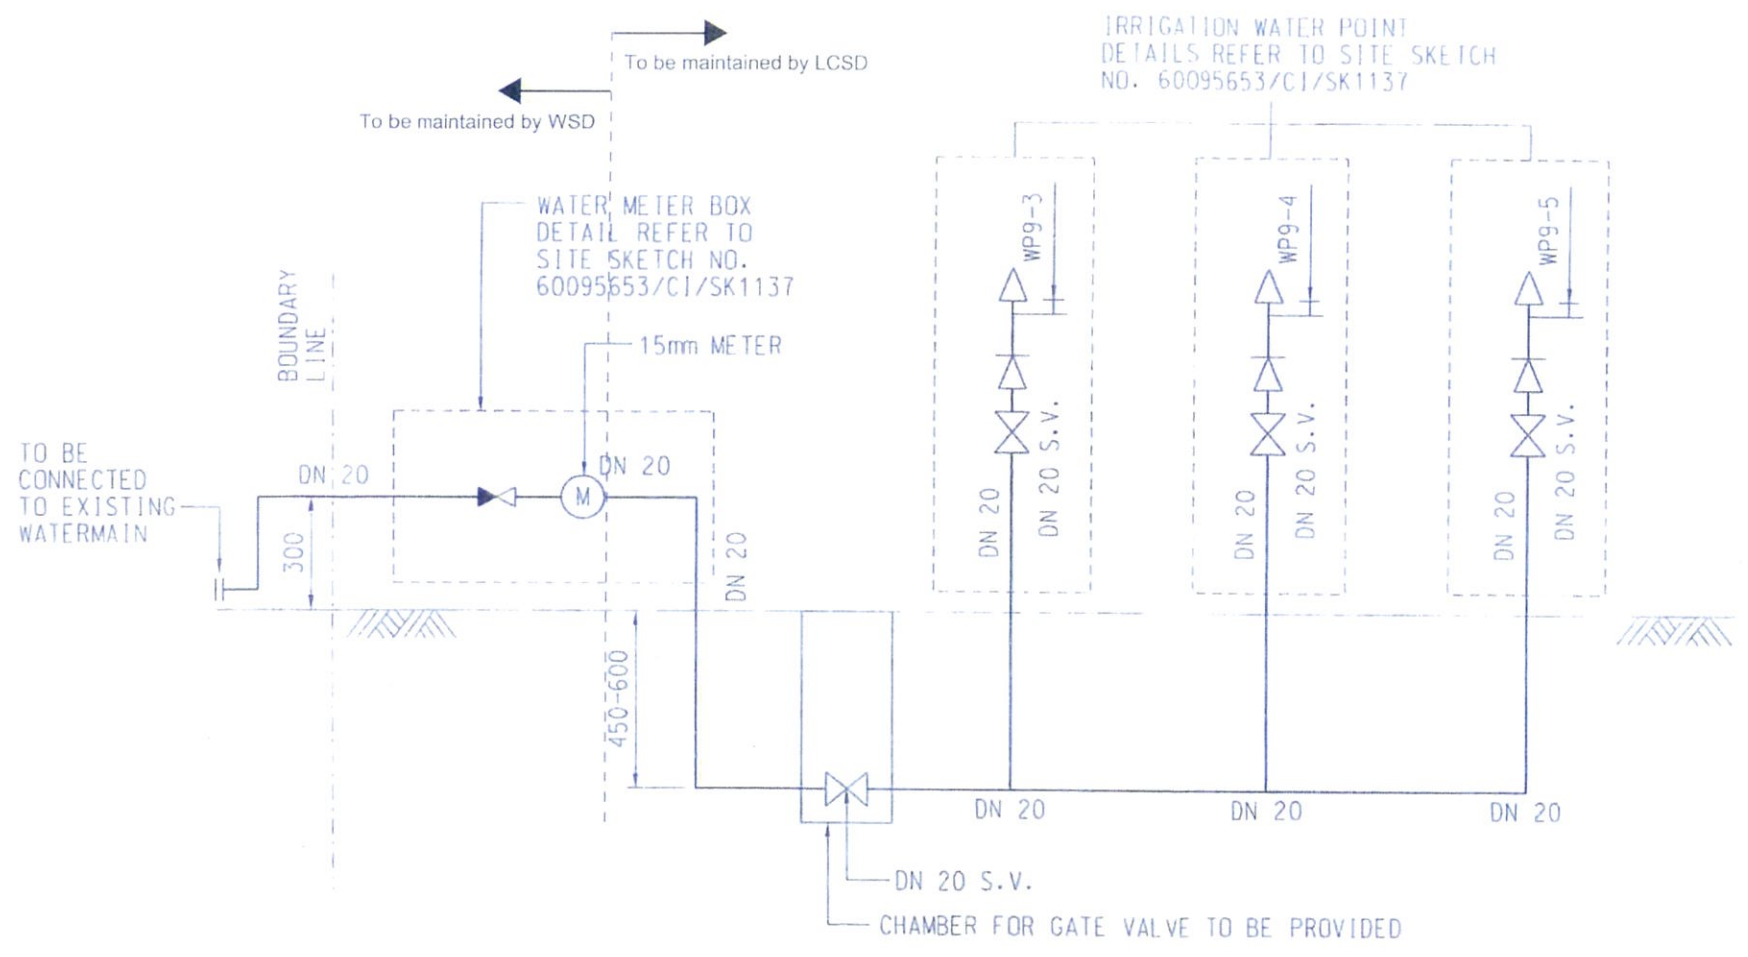 To be maintained by LCSD
To be maintained by WSD
IRRIGATION WATER POINT
DETAILS REFER TO SITE SKETCH
NO. 60095653/CI/SK1137
WATER METER BOX
DETAIL REFER TO
SITE SKETCH NO.
60095653/CI/SK1137
15mm METER
BOUNDARY
LINE
TO BE
CONNECTED
TO EXISTING
WATERMAIN
DN 20
300
M
DN 20
DN 20
450-600
WP9-3
DN 20
DN 20 S.V.
WP9-4
DN 20
DN 20 S.V.
WP9-5
DN 20
DN 20 S.V.
DN 20
DN 20
DN 20
DN 20 S.V.
CHAMBER FOR GATE VALVE TO BE PROVIDED